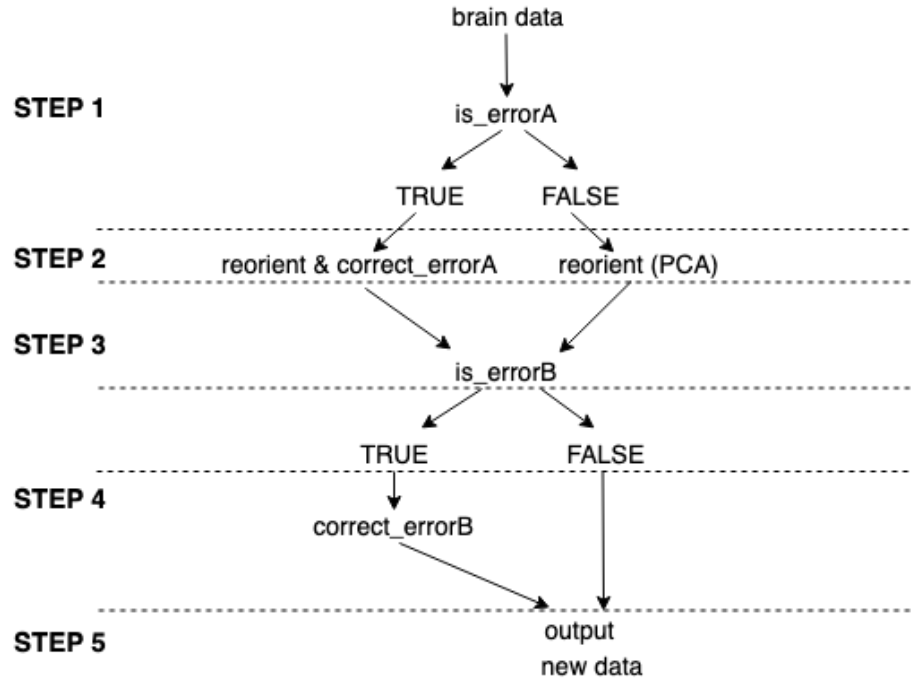 brain data
STEP 1
is_errorA
TRUE FALSE
STEP 2
reorient & correct_errorA reorient (PCA)
STEP 3
is_errorB
TRUE FALSE
STEP 4
correct_errorB
output
STEP 5
new data